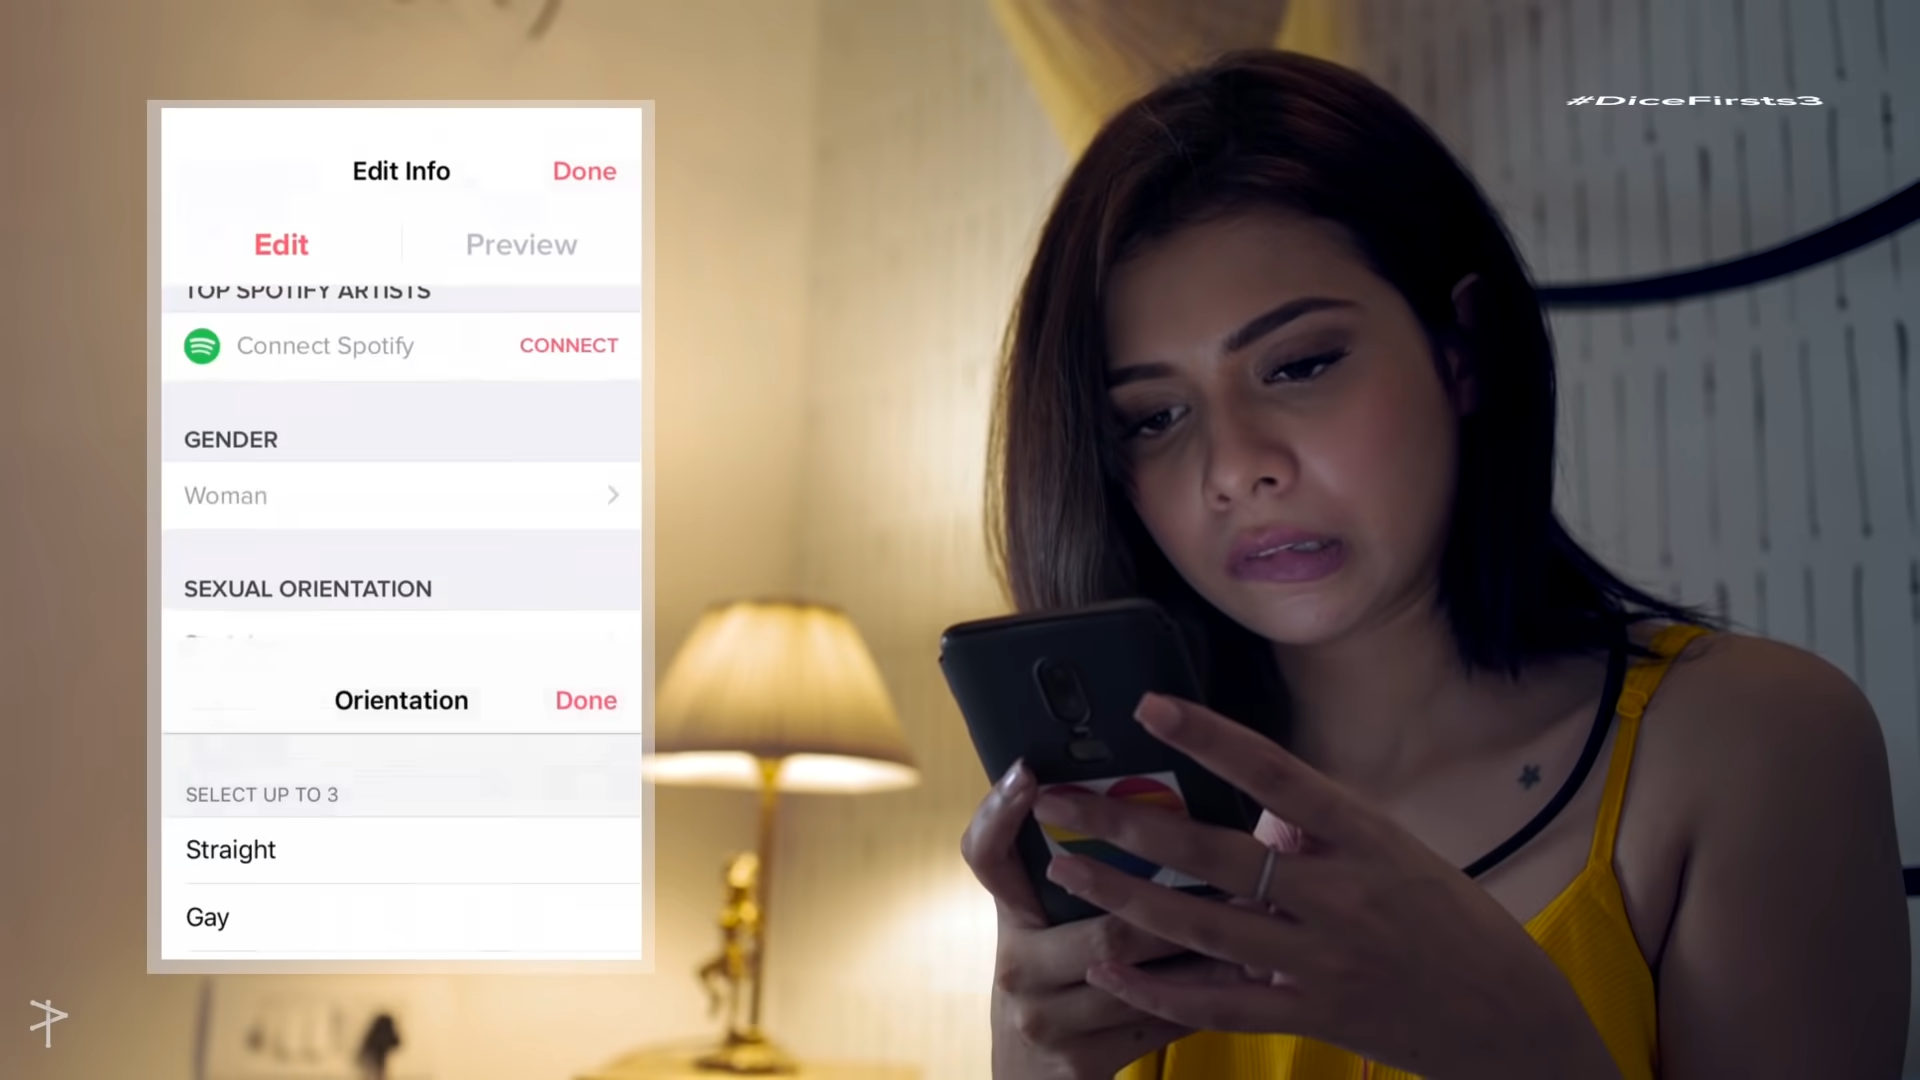 #DiceFirsts3
Edit Info
Done
Edit
Preview
TOP SPOTIFY ARTISTS
Connect Spotify
CONNECT
GENDER
Woman
SEXUAL ORIENTATION
Orientation
Done
SELECT UP TO 3
Straight
Gay